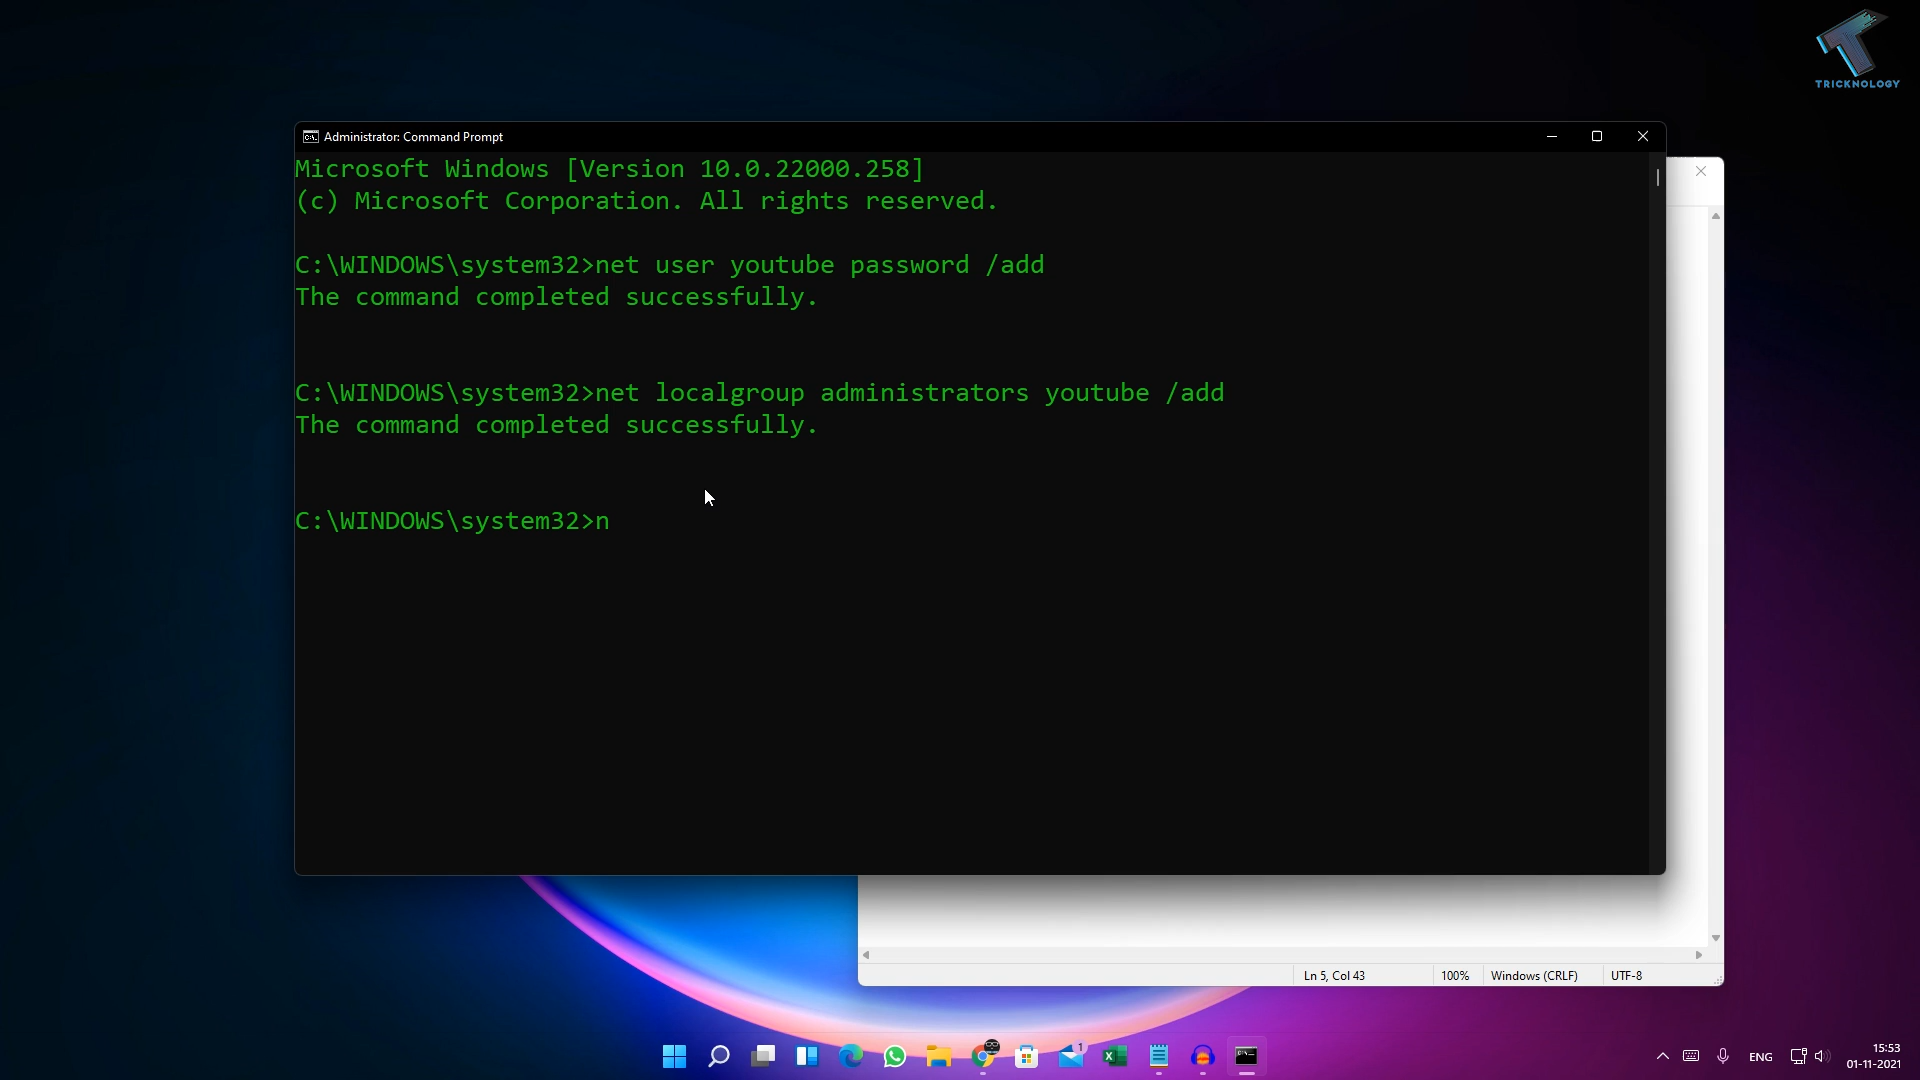 TRICKNOLOGY
Administrator: Command Prompt
Microsoft Windows [Version 10.0.22000.258]
(c) Microsoft Corporation. All rights reserved.
C:\WINDOWS\system32>net user youtube password /add
The command completed successfully.
C:\WINDOWS\system32>net localgroup administrators youtube /add
The command completed successfully.
C:\WINDOWS\system32>n
Ln 5, Col 43
100%
Windows (CRLF)
UTF-8
1
ENG
15:53
01-11-2021